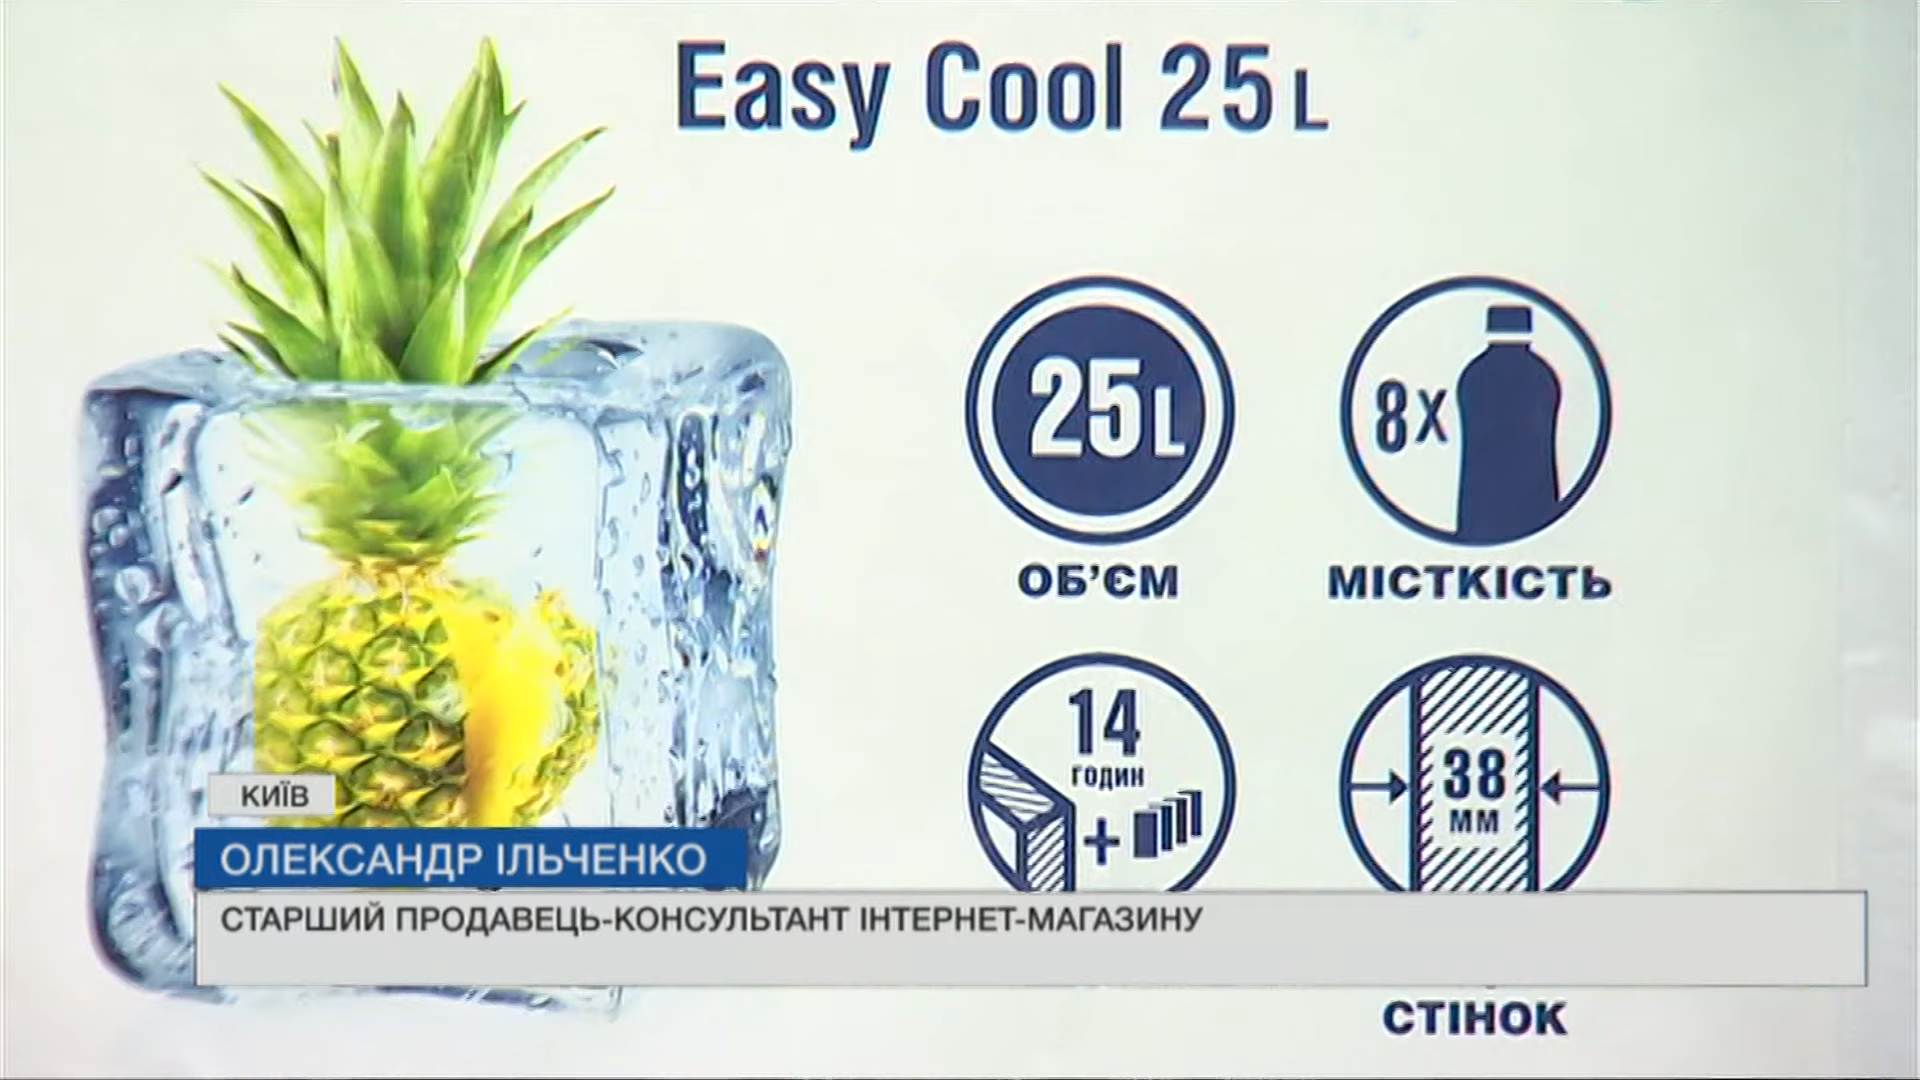 Easy Cool 25 L
25 L
8X
ОБ’ЄМ
МІСТКІСТЬ
14
ГОДИН
+
38
ММ
КИЇВ
ОЛЕКСАНДР ІЛЬЧЕНКО
СТАРШИЙ ПРОДАВЕЦЬ-КОНСУЛЬТАНТ ІНТЕРНЕТ-МАГАЗИНУ
СТІНОК